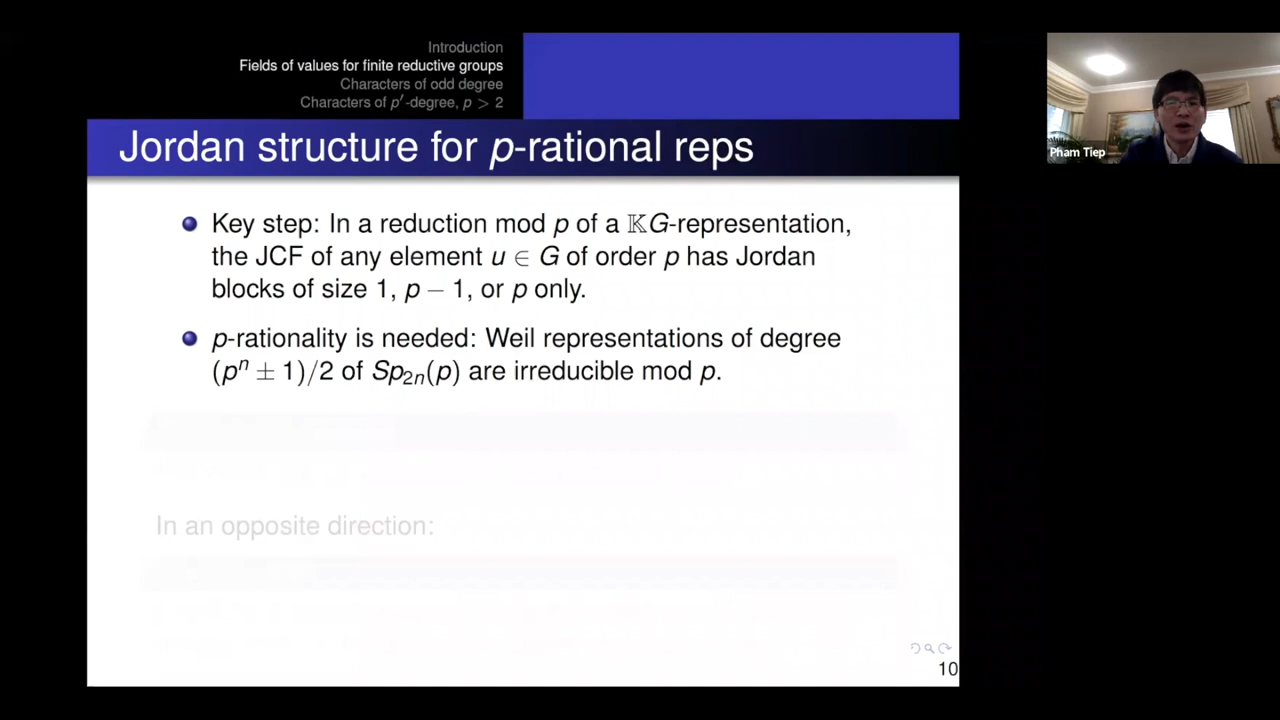 Introduction
Fields of values for finite reductive groups
Characters of odd degree
Characters of p′-degree, p > 2
Jordan structure for p-rational reps
Key step: In a reduction mod p of a 𝕂G-representation,
the JCF of any element u ∈ G of order p has Jordan
blocks of size 1, p − 1, or p only.
p-rationality is needed: Weil representations of degree
(pⁿ ± 1)/2 of Sp₂ₙ(p) are irreducible mod p.
In an opposite direction:
10
Pham Tiep